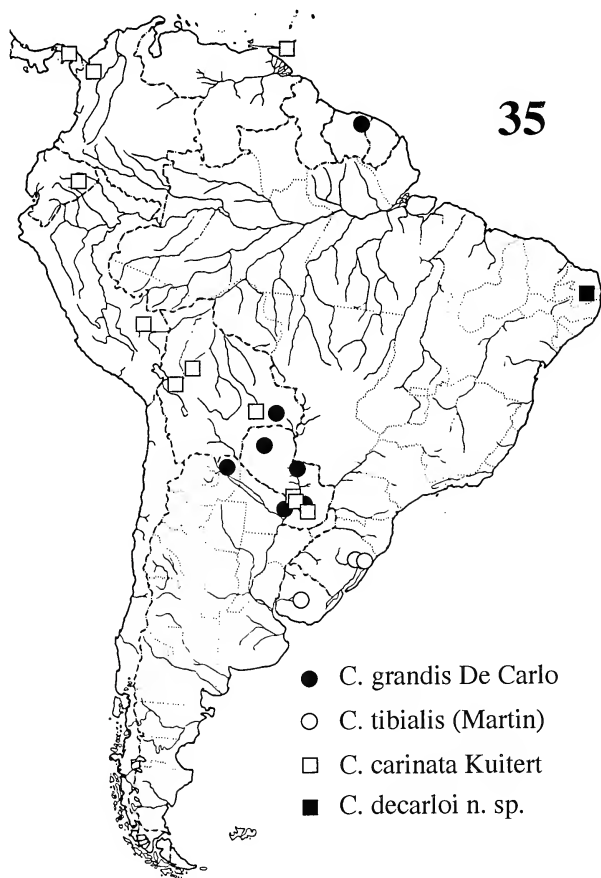 35
C. grandis De Carlo
C. tibialis (Martin)
C. carinata Kuitert
C. decarloi n. sp.